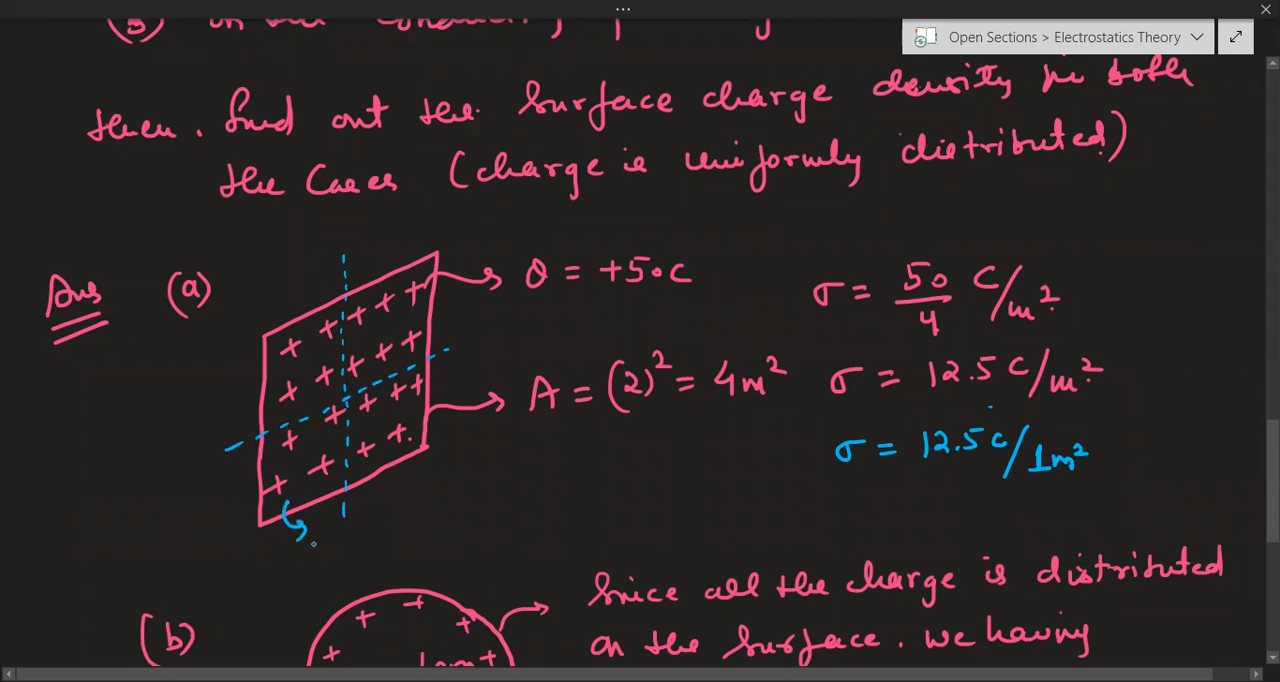 ...
Open Sections > Electrostatics Theory
(B)
then. find out the surface charge density in both
the cases (charge is uniformly distributed)
Ans (a) Q = +50C σ = 50/4 C/m²
A = (2)² = 4m² σ = 12.5 C/m²
σ = 12.5 C/1m²
Since all the charge is distributed
(b) on the surface. we having